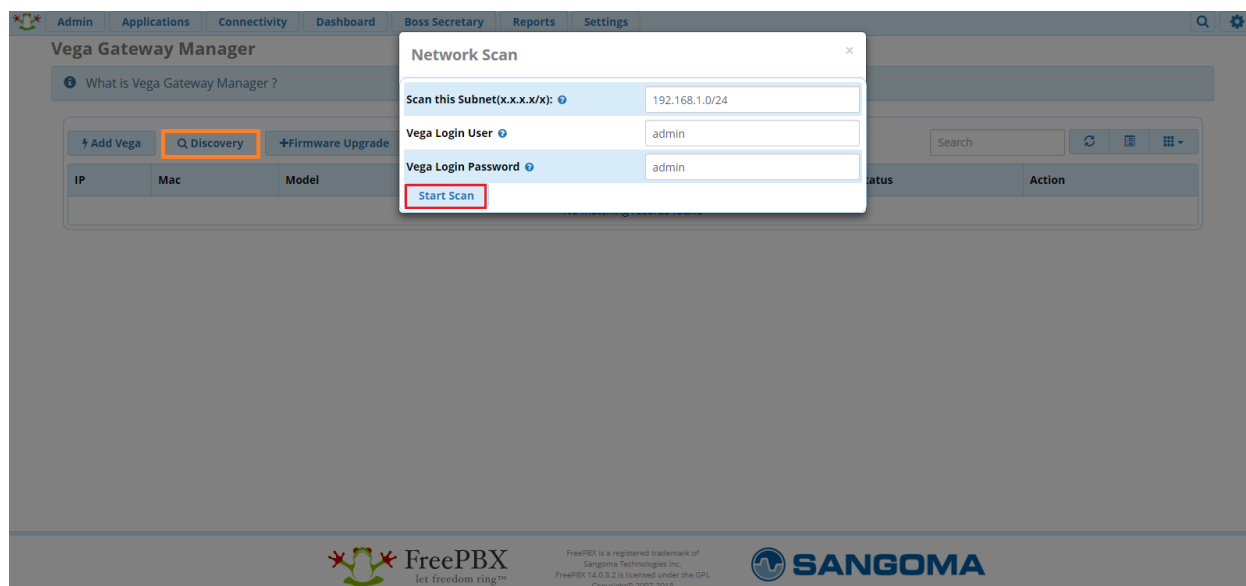 Admin Applications Connectivity Dashboard Boss Secretary Reports Settings
Vega Gateway Manager
What is Vega Gateway Manager ?
Network Scan
×
Scan this Subnet(x.x.x.x/x):
192.168.1.0/24
Vega Login User
admin
Vega Login Password
admin
Start Scan
Add Vega Discovery +Firmware Upgrade Search
IP Mac Model Action
FreePBX
let freedom ring™
FreePBX is a registered trademark of
Sangoma Technologies Inc.
FreePBX 14.0.3.2 is licensed under the GPL
Copyright© 2007-2018
SANGOMA